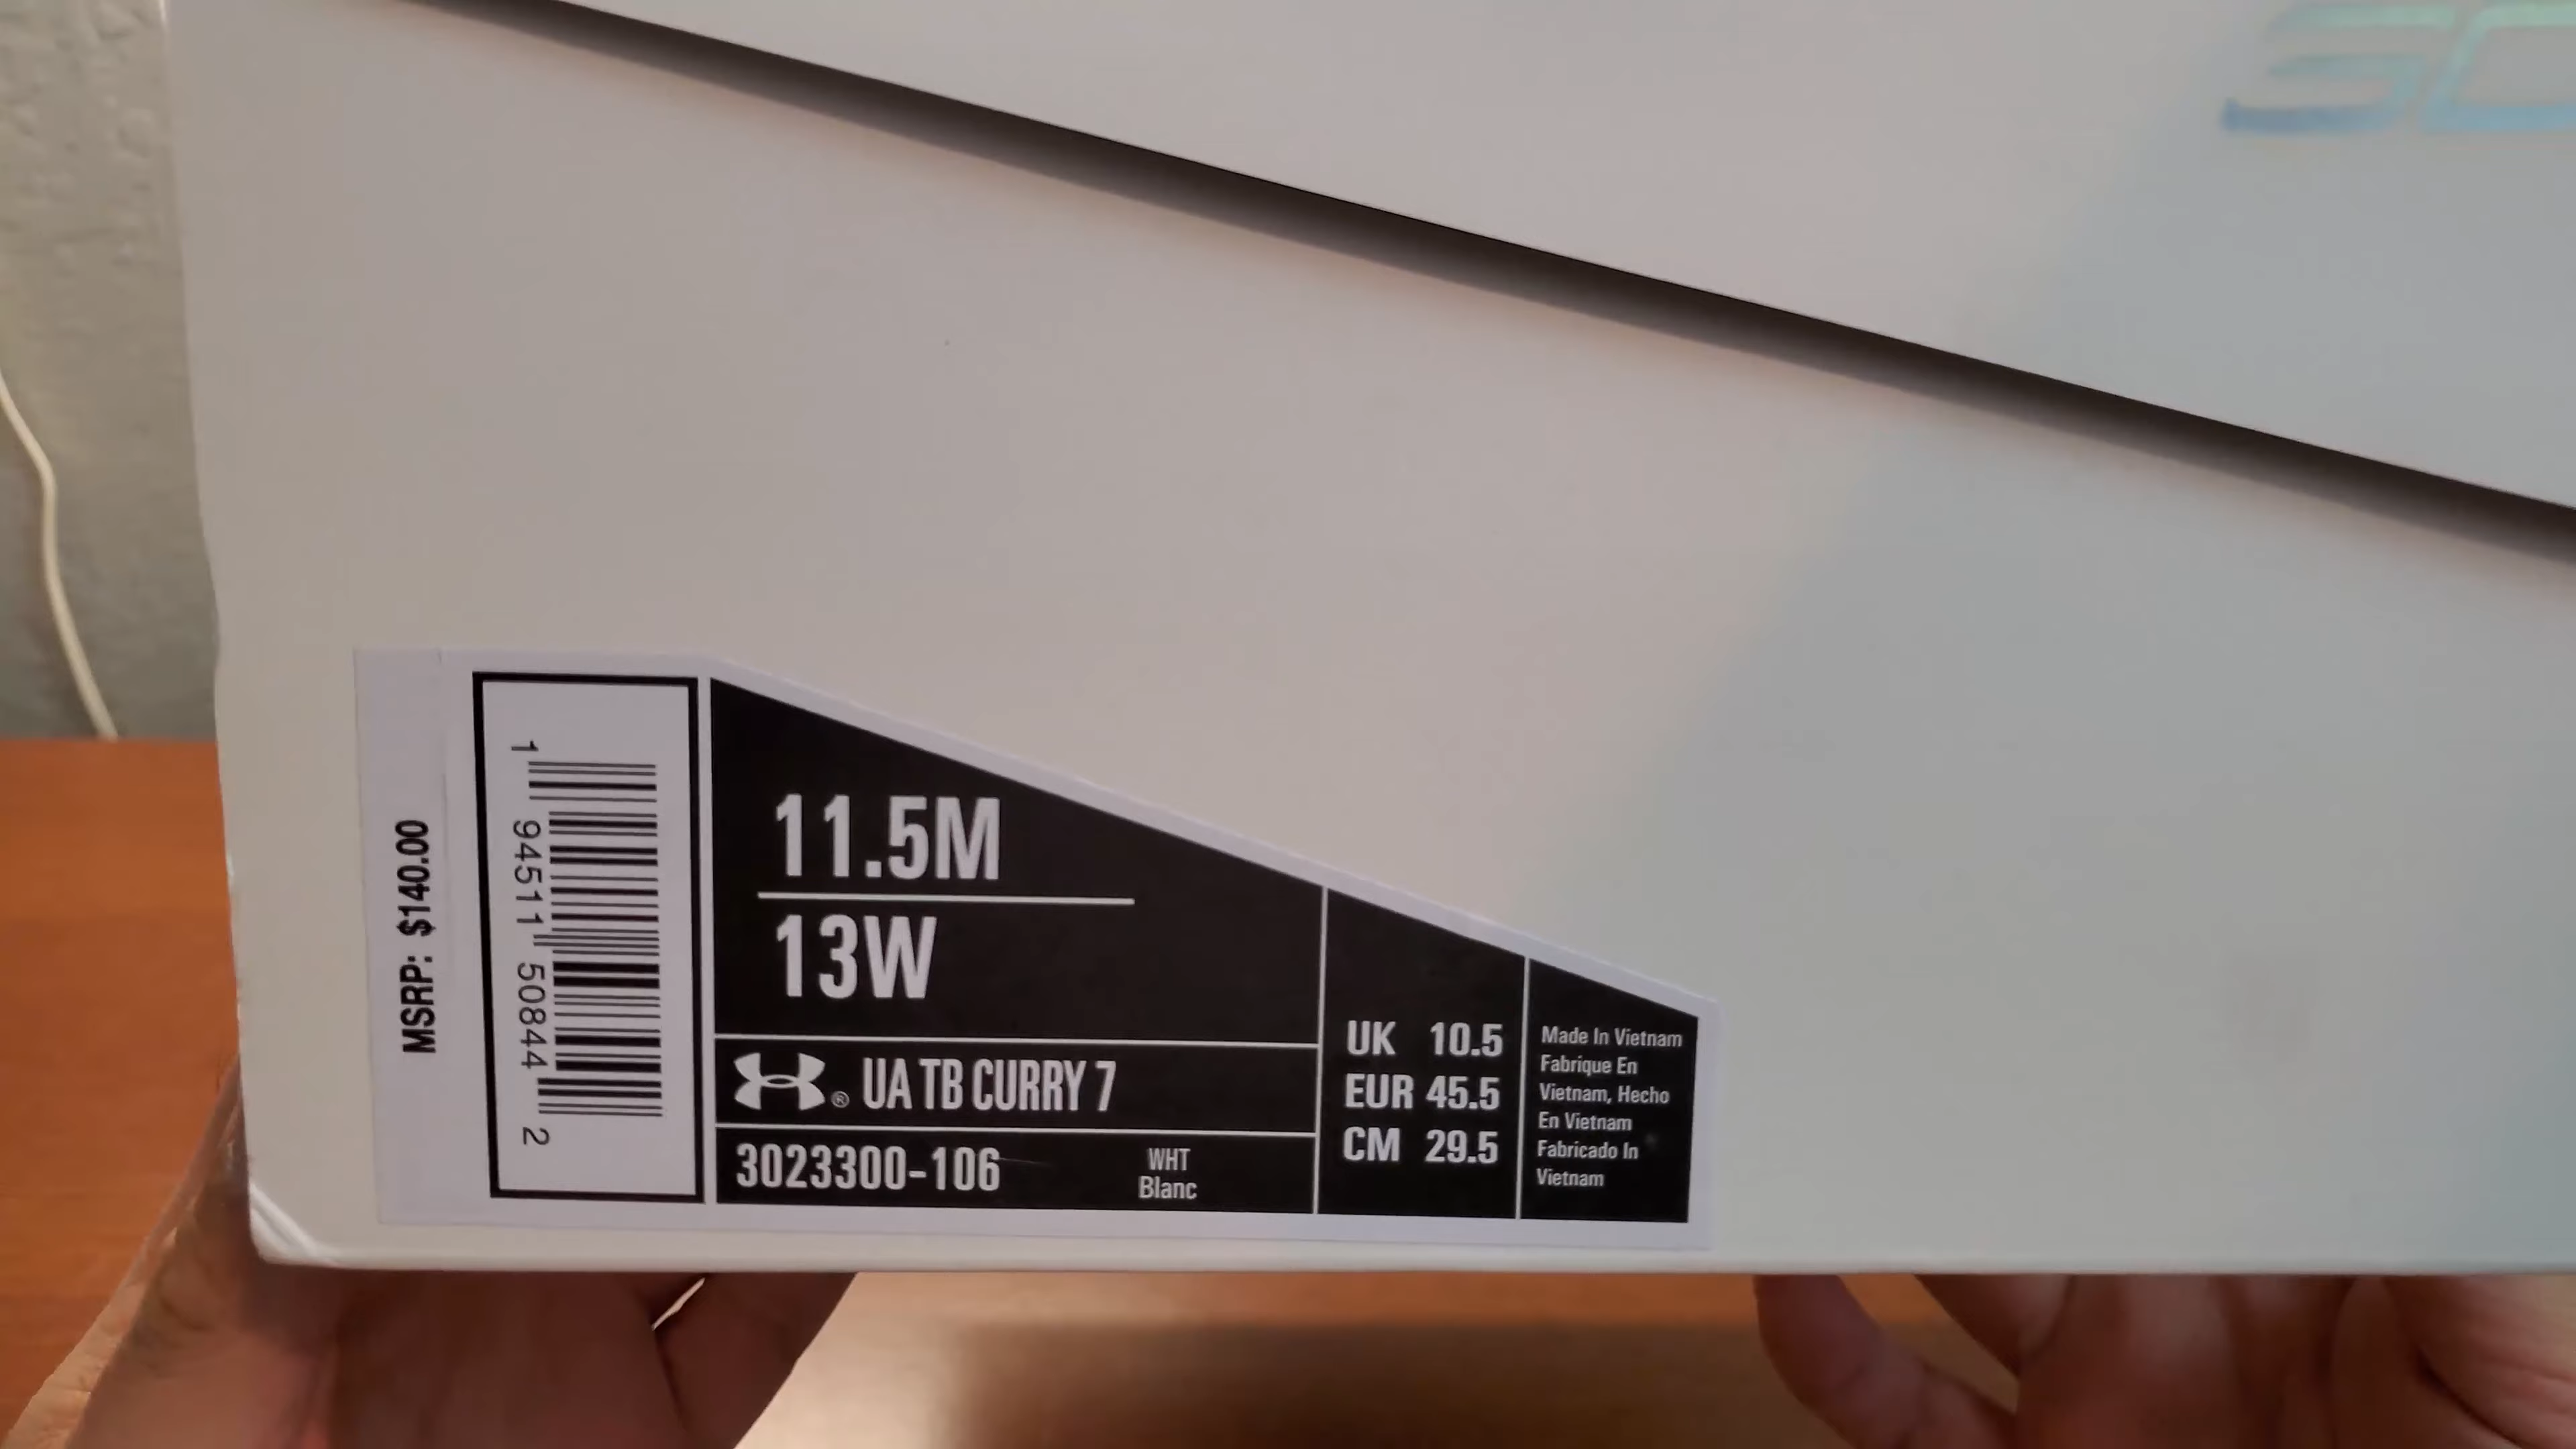 MSRP: $140.00
1 94511 50844 2
11.5M
13W
® UA TB CURRY 7
3023300-106
WHT
Blanc
UK 10.5
EUR 45.5
CM 29.5
Made In Vietnam
Fabrique En
Vietnam, Hecho
En Vietnam
Fabricado In
Vietnam